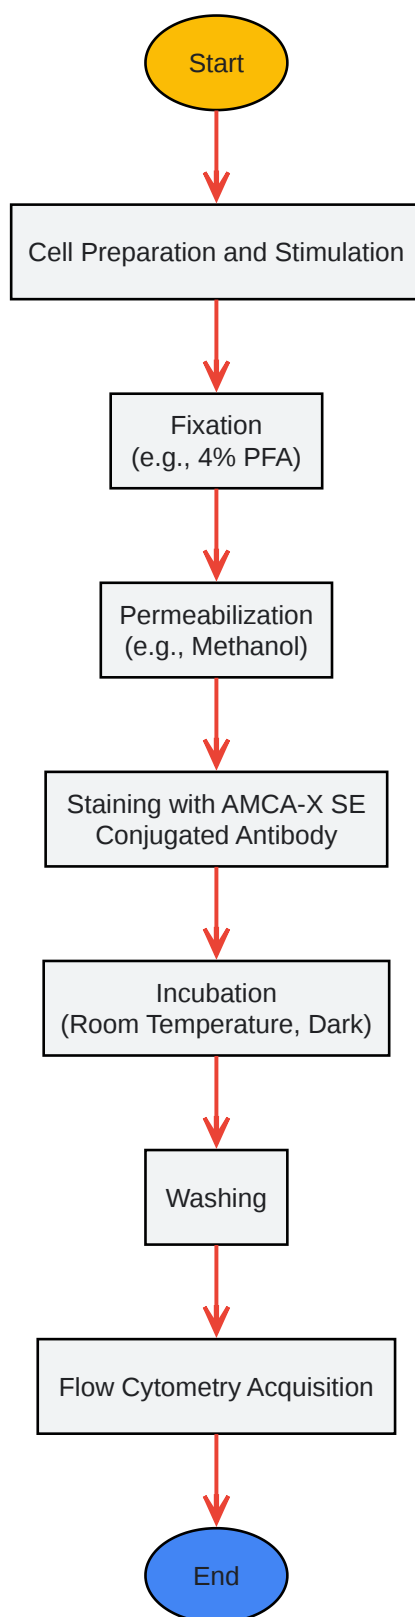 Start
Cell Preparation and Stimulation
Fixation
(e.g., 4% PFA)
Permeabilization
(e.g., Methanol)
Staining with AMCA-X SE
Conjugated Antibody
Incubation
(Room Temperature, Dark)
Washing
Flow Cytometry Acquisition
End